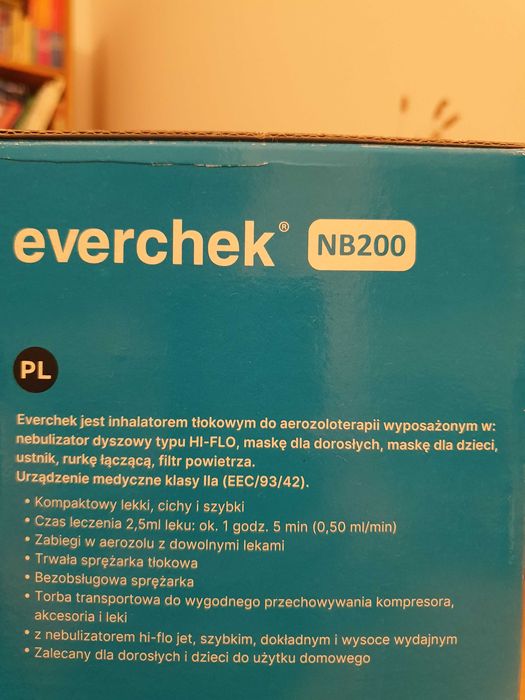 everchek® NB200
PL
Everchek jest inhalatorem tłokowym do aerozoloterapii wyposażonym w:
nebulizator dyszowy typu HI-FLO, maskę dla dorosłych, maskę dla dzieci,
ustnik, rurkę łączącą, filtr powietrza.
Urządzenie medyczne klasy IIa (EEC/93/42).
• Kompaktowy lekki, cichy i szybki
• Czas leczenia 2,5ml leku: ok. 1 godz. 5 min (0,50 ml/min)
• Zabiegi w aerozolu z dowolnymi lekami
• Trwała sprężarka tłokowa
• Bezobsługowa sprężarka
• Torba transportowa do wygodnego przechowywania kompresora,
akcesoria i leki
• z nebulizatorem hi-flo jet, szybkim, dokładnym i wysoce wydajnym
• Zalecany dla dorosłych i dzieci do użytku domowego